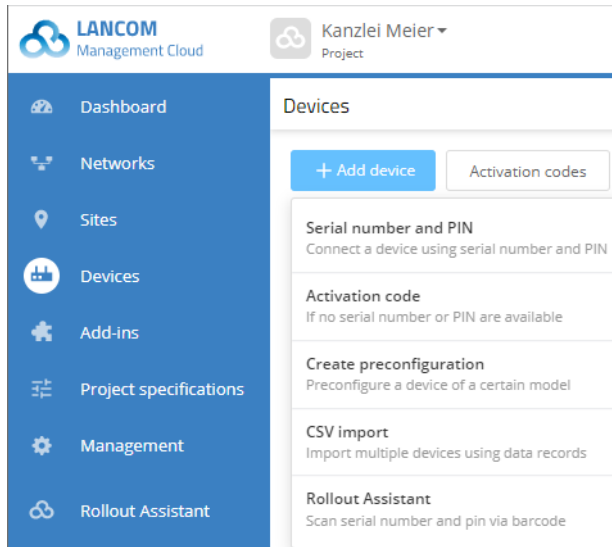 LANCOM
Management Cloud
Kanzlei Meier
Project
Dashboard
Networks
Sites
Devices
Add-ins
Project specifications
Management
Rollout Assistant
Devices
+ Add device
Activation codes
Serial number and PIN
Connect a device using serial number and PIN
Activation code
If no serial number or PIN are available
Create preconfiguration
Preconfigure a device of a certain model
CSV import
Import multiple devices using data records
Rollout Assistant
Scan serial number and pin via barcode